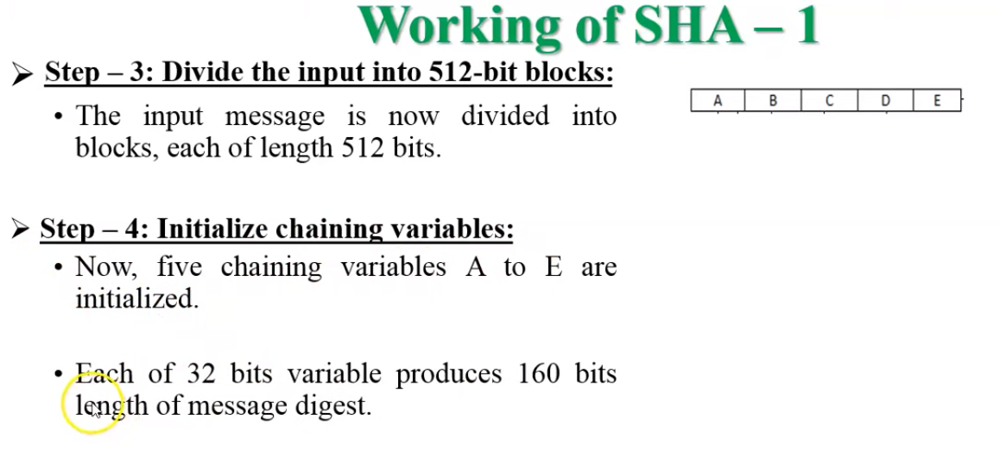 Working of SHA – 1
➢ Step – 3: Divide the input into 512-bit blocks:
• The input message is now divided into
blocks, each of length 512 bits.
A B C D E
➢ Step – 4: Initialize chaining variables:
• Now, five chaining variables A to E are
initialized.
• Each of 32 bits variable produces 160 bits
length of message digest.